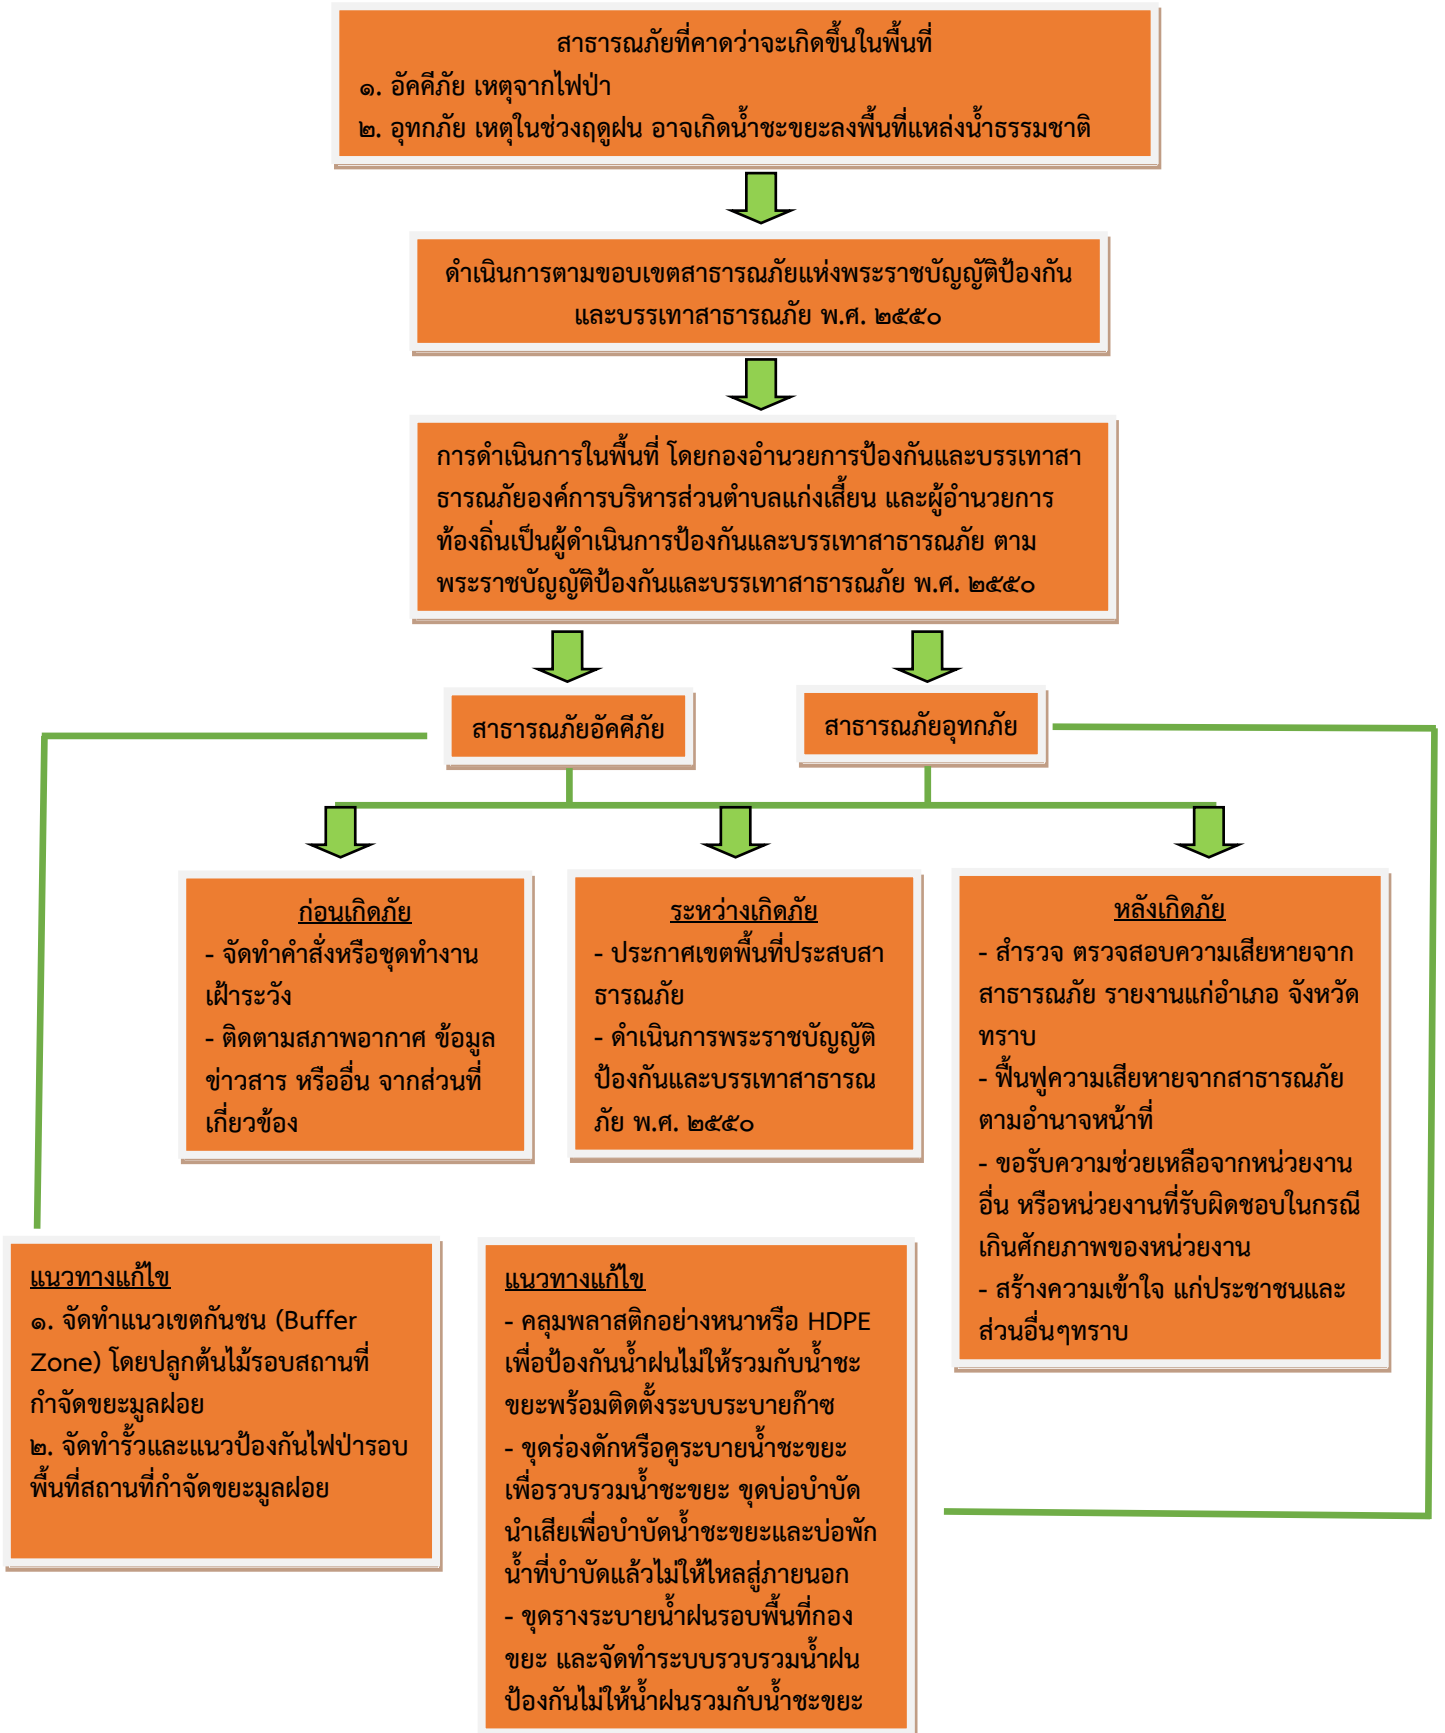 สาธารณภัยที่คาดว่าจะเกิดขึ้นในพื้นที่
๑. อัคคีภัย เหตุจากไฟป่า
๒. อุทกภัย เหตุในช่วงฤดูฝน อาจเกิดน้ำชะขยะลงพื้นที่แหล่งน้ำธรรมชาติ
ดำเนินการตามขอบเขตสาธารณภัยแห่งพระราชบัญญัติป้องกัน
และบรรเทาสาธารณภัย พ.ศ. ๒๕๕๐
การดำเนินการในพื้นที่ โดยกองอำนวยการป้องกันและบรรเทาสา
ธารณภัยองค์การบริหารส่วนตำบลแก่งเสี้ยน และผู้อำนวยการ
ท้องถิ่นเป็นผู้ดำเนินการป้องกันและบรรเทาสาธารณภัย ตาม
พระราชบัญญัติป้องกันและบรรเทาสาธารณภัย พ.ศ. ๒๕๕๐
สาธารณภัยอัคคีภัย
สาธารณภัยอุทกภัย
ก่อนเกิดภัย
- จัดทำคำสั่งหรือชุดทำงาน
เฝ้าระวัง
- ติดตามสภาพอากาศ ข้อมูล
ข่าวสาร หรืออื่น จากส่วนที่
เกี่ยวข้อง
ระหว่างเกิดภัย
- ประกาศเขตพื้นที่ประสบสา
ธารณภัย
- ดำเนินการพระราชบัญญัติ
ป้องกันและบรรเทาสาธารณ
ภัย พ.ศ. ๒๕๕๐
หลังเกิดภัย
- สำรวจ ตรวจสอบความเสียหายจาก
สาธารณภัย รายงานแก่อำเภอ จังหวัด
ทราบ
- ฟื้นฟูความเสียหายจากสาธารณภัย
ตามอำนาจหน้าที่
- ขอรับความช่วยเหลือจากหน่วยงาน
อื่น หรือหน่วยงานที่รับผิดชอบในกรณี
เกินศักยภาพของหน่วยงาน
- สร้างความเข้าใจ แก่ประชาชนและ
ส่วนอื่นๆทราบ
แนวทางแก้ไข
๑. จัดทำแนวเขตกันชน (Buffer
Zone) โดยปลูกต้นไม้รอบสถานที่
กำจัดขยะมูลฝอย
๒. จัดทำรั้วและแนวป้องกันไฟป่ารอบ
พื้นที่สถานที่กำจัดขยะมูลฝอย
แนวทางแก้ไข
- คลุมพลาสติกอย่างหนาหรือ HDPE
เพื่อป้องกันน้ำฝนไม่ให้รวมกับน้ำชะ
ขยะพร้อมติดตั้งระบบระบายก๊าซ
- ขุดร่องดักหรือคูระบายน้ำชะขยะ
เพื่อรวบรวมน้ำชะขยะ ขุดบ่อบำบัด
นำเสียเพื่อบำบัดน้ำชะขยะและบ่อพัก
น้ำที่บำบัดแล้วไม่ให้ไหลสู่ภายนอก
- ขุดรางระบายน้ำฝนรอบพื้นที่กอง
ขยะ และจัดทำระบบรวบรวมน้ำฝน
ป้องกันไม่ให้น้ำฝนรวมกับน้ำชะขยะ